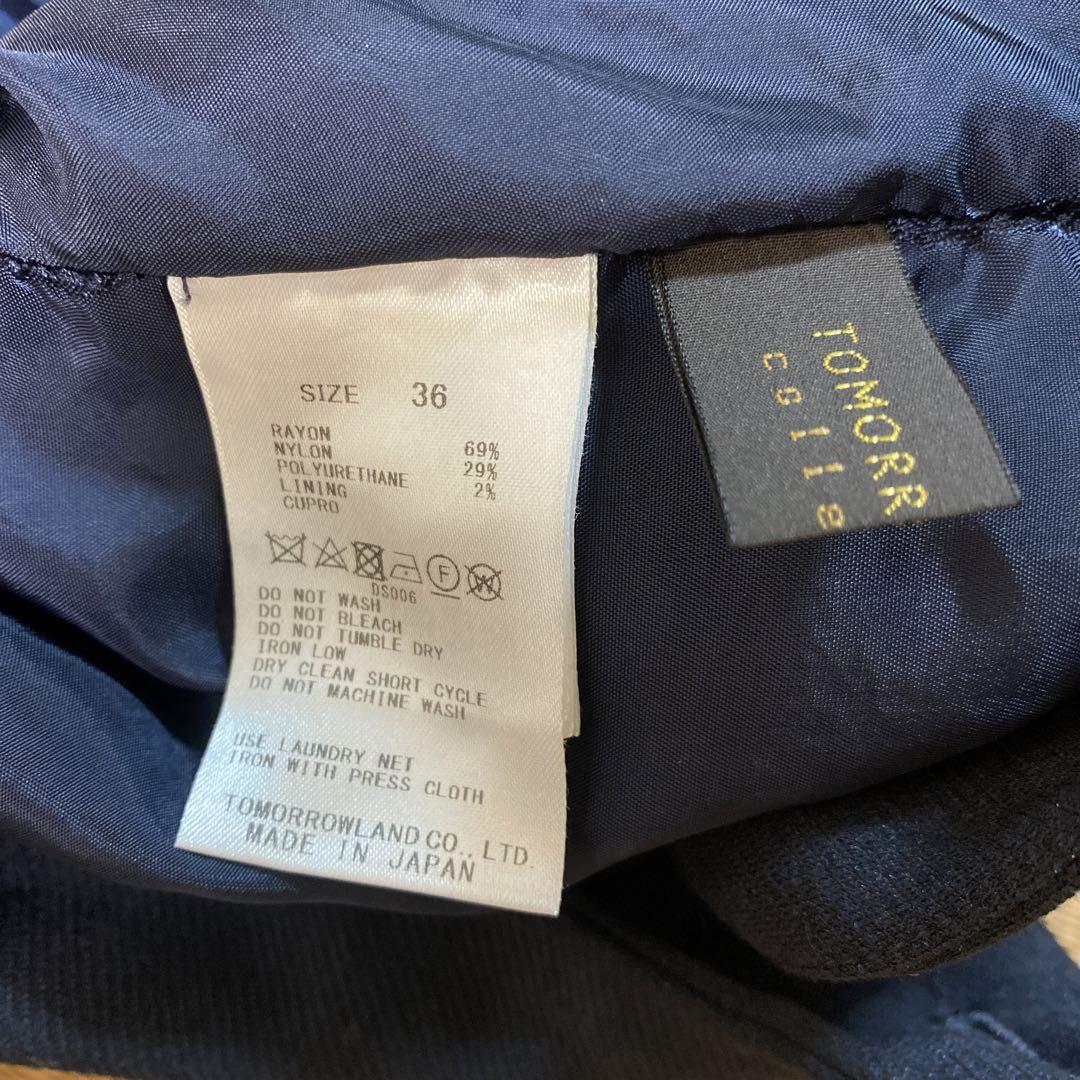 SIZE 36
RAYON 69%
NYLON 29%
POLYURETHANE 2%
LINING
CUPRO
F
W
DS006
DO NOT WASH
DO NOT BLEACH
DO NOT TUMBLE DRY
IRON LOW
DRY CLEAN SHORT CYCLE
DO NOT MACHINE WASH
USE LAUNDRY NET
IRON WITH PRESS CLOTH
TOMORROWLAND CO., LTD.
MADE IN JAPAN
TOMORR